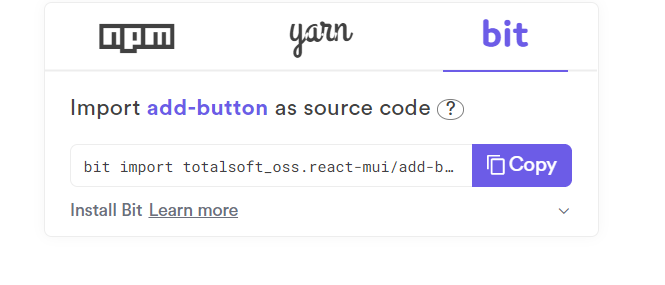 npm yarn bit
Import add-button as source code ?
bit import totalsoft_oss.react-mui/add-b… Copy
Install Bit Learn more